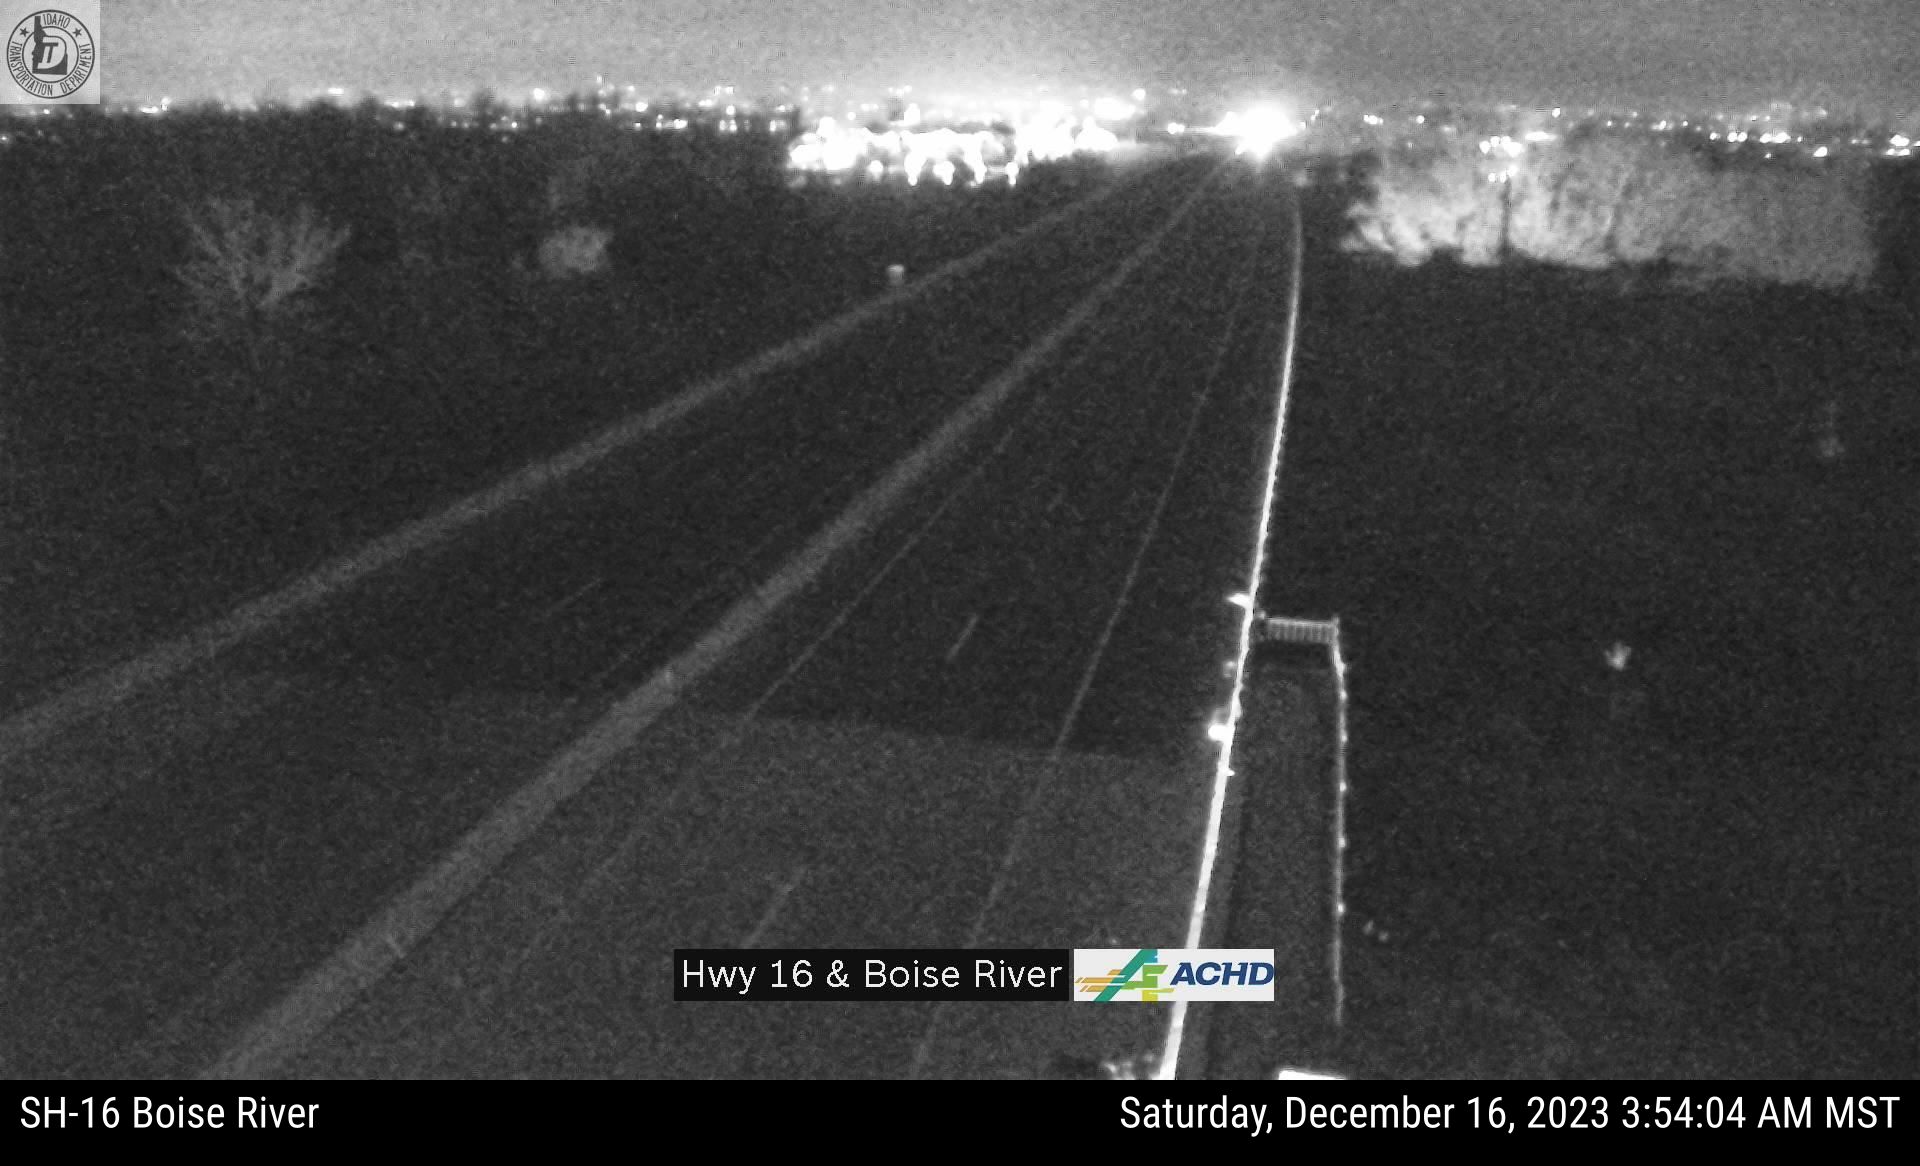 IDAHO
TRANSPORTATION DEPARTMENT
Hwy 16 & Boise River
ACHD
SH-16 Boise River
Saturday, December 16, 2023 3:54:04 AM MST